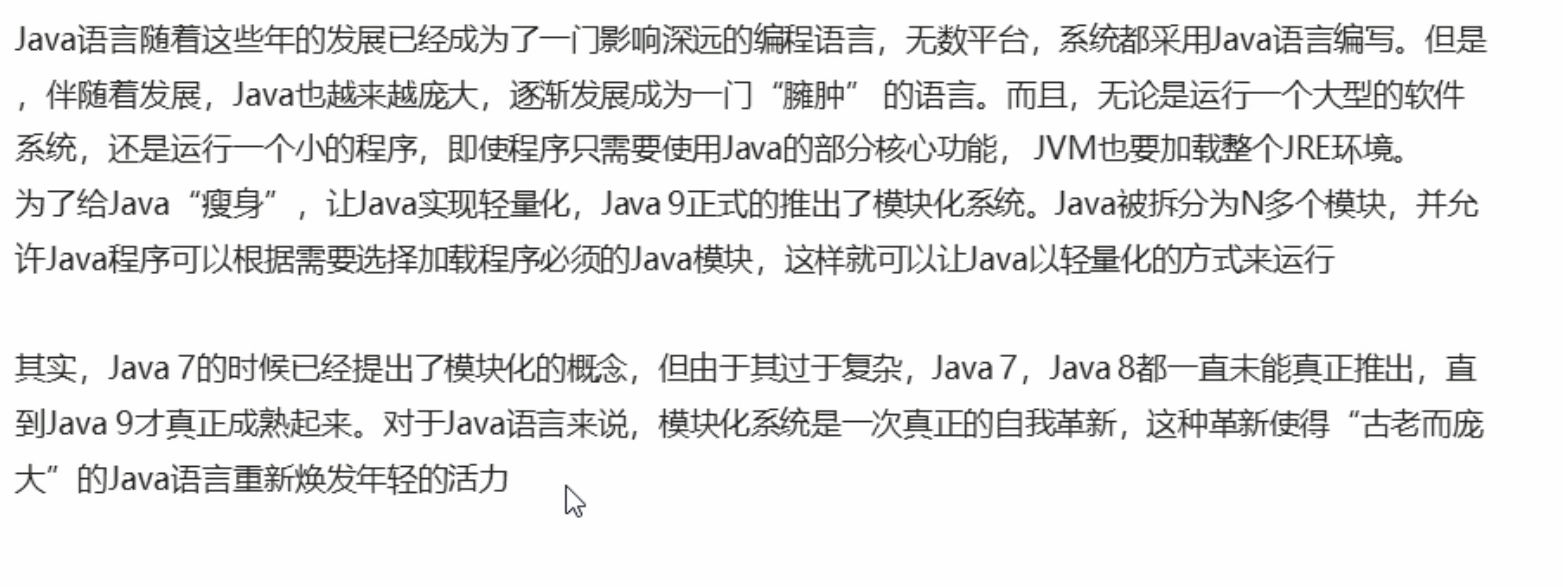 Java语言随着这些年的发展已经成为了一门影响深远的编程语言，无数平台，系统都采用Java语言编写。但是
，伴随着发展，Java也越来越庞大，逐渐发展成为一门“臃肿” 的语言。而且，无论是运行一个大型的软件
系统，还是运行一个小的程序，即使程序只需要使用Java的部分核心功能， JVM也要加载整个JRE环境。
为了给Java“瘦身”，让Java实现轻量化，Java 9正式的推出了模块化系统。Java被拆分为N多个模块，并允
许Java程序可以根据需要选择加载程序必须的Java模块，这样就可以让Java以轻量化的方式来运行
其实，Java 7的时候已经提出了模块化的概念，但由于其过于复杂，Java 7，Java 8都一直未能真正推出，直
到Java 9才真正成熟起来。对于Java语言来说，模块化系统是一次真正的自我革新，这种革新使得“古老而庞
大”的Java语言重新焕发年轻的活力